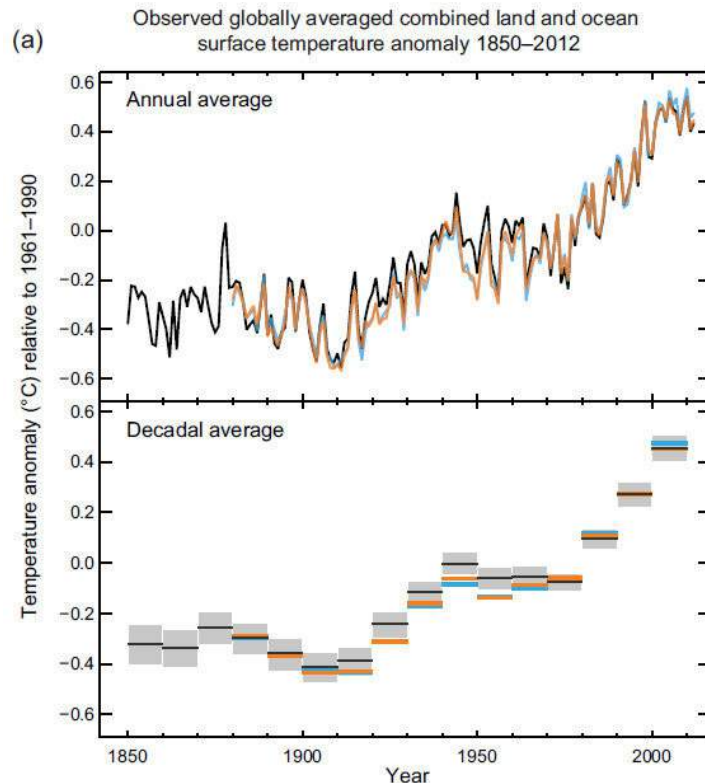 Observed globally averaged combined land and ocean
(a)
surface temperature anomaly 1850–2012
0.6
Annual average
0.4
0.2
0.0
−0.2
−0.4
−0.6
Temperature anomaly (°C) relative to 1961–1990
0.6
Decadal average
0.4
0.2
0.0
−0.2
−0.4
−0.6
1850 1900 1950 2000
Year